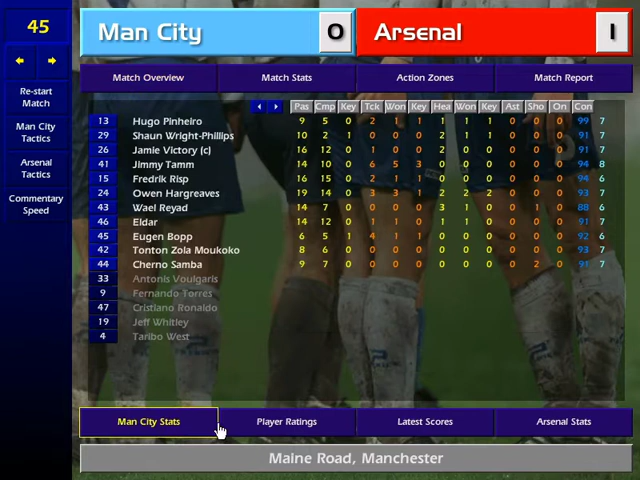 45
Man City 0 Arsenal 1
Match Overview Match Stats Action Zones Match Report
Re-start Match
Man City Tactics
Arsenal Tactics
Commentary Speed
Pas Cmp Key Tck Won Key Hea Won Key Ast Sho On Con
13 Hugo Pinheiro 9 5 0 2 1 1 1 1 1 0 0 0 99 7
29 Shaun Wright-Phillips 10 2 1 0 0 0 2 1 1 0 0 0 91 7
26 Jamie Victory (c) 16 12 0 1 0 0 2 0 0 0 0 0 91 7
41 Jimmy Tamm 14 10 0 6 5 3 0 0 0 0 0 0 94 8
15 Fredrik Risp 16 15 0 2 1 1 0 0 0 0 0 0 94 6
24 Owen Hargreaves 19 14 0 3 3 1 2 2 0 0 0 0 93 7
43 Wael Reyad 14 7 0 0 0 0 3 1 0 0 1 0 88 6
46 Eldar 14 12 0 1 1 0 1 1 0 0 0 0 91 7
45 Eugen Bopp 6 5 1 4 1 1 0 0 0 0 0 0 92 6
42 Tonton Zola Moukoko 8 6 0 0 0 0 0 0 0 0 0 0 93 7
44 Cherno Samba 9 7 0 0 0 0 0 0 0 0 2 0 91 7
33 Antonis Voulgaris
9 Fernando Torres
47 Cristiano Ronaldo
19 Jeff Whitley
4 Taribo West
Man City Stats Player Ratings Latest Scores Arsenal Stats
Maine Road, Manchester